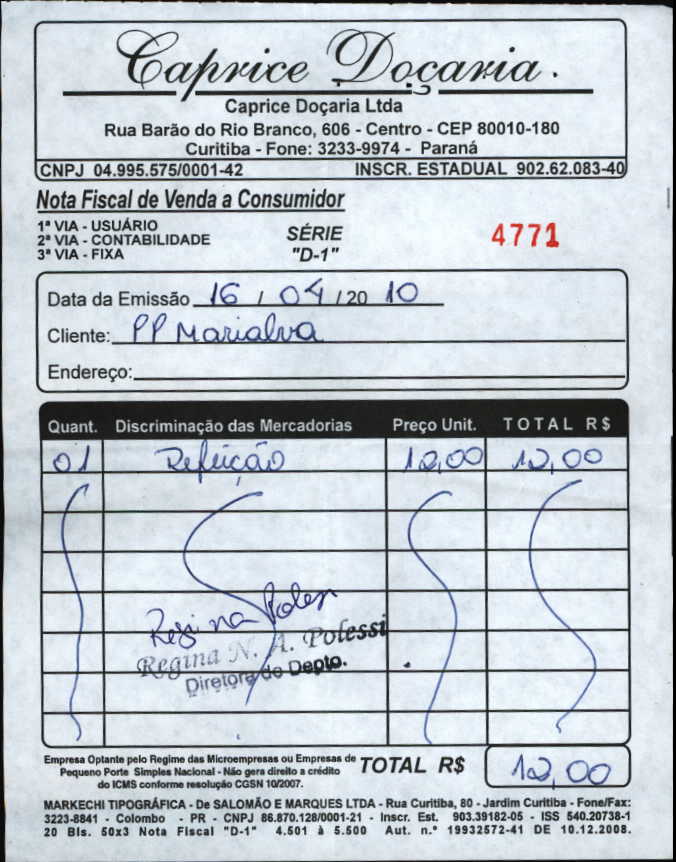 Caprice Doçaria.
Caprice Doçaria Ltda
Rua Barão do Rio Branco, 606 - Centro - CEP 80010-180
Curitiba - Fone: 3233-9974 - Paraná
CNPJ 04.995.575/0001-42 INSCR. ESTADUAL 902.62.083-40
Nota Fiscal de Venda a Consumidor
1ª VIA - USUÁRIO
2ª VIA - CONTABILIDADE
3ª VIA - FIXA
SÉRIE
"D-1"
4771
Data da Emissão 16 / 04 / 20 10
Cliente: PP Marialva
Endereço:
Quant. Discriminação das Mercadorias Preço Unit. TOTAL R$
01 Refeição 12,00 12,00
Regina Poless
Regina N. A. Polessi
Diretora do Depto.
Empresa Optante pelo Regime das Microempresas ou Empresas de
Pequeno Porte Simples Nacional - Não gera direito a crédito
do ICMS conforme resolução CGSN 10/2007.
TOTAL R$ 12,00
MARKECHI TIPOGRÁFICA - De SALOMÃO E MARQUES LTDA - Rua Curitiba, 80 - Jardim Curitiba - Fone/Fax:
3223-8841 - Colombo - PR - CNPJ 86.870.128/0001-21 - Inscr. Est. 903.39182-05 - ISS 540.20738-1
20 Bls. 50x3 Nota Fiscal "D-1" 4.501 à 5.500 Aut. n.º 19932572-41 DE 10.12.2008.